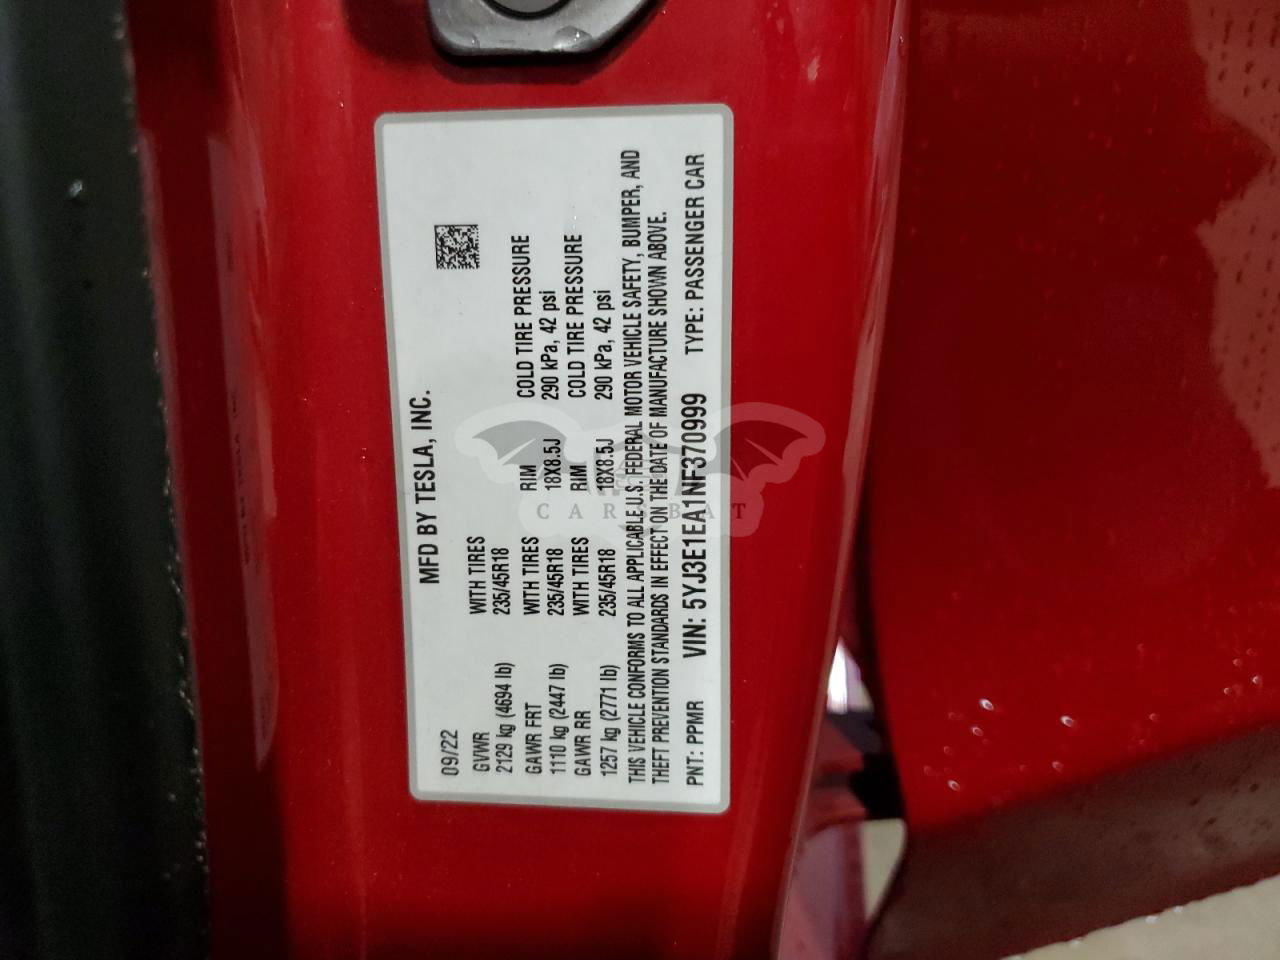 MFD BY TESLA, INC.
09/22
GVWR WITH TIRES
2129 kg (4694 lb) 235/45R18
GAWR FRT WITH TIRES RIM COLD TIRE PRESSURE
1110 kg (2447 lb) 235/45R18 18X8.5J 290 kPa, 42 psi
GAWR RR WITH TIRES RIM COLD TIRE PRESSURE
1257 kg (2771 lb) 235/45R18 18X8.5J 290 kPa, 42 psi
THIS VEHICLE CONFORMS TO ALL APPLICABLE U.S. FEDERAL MOTOR VEHICLE SAFETY, BUMPER, AND
THEFT PREVENTION STANDARDS IN EFFECT ON THE DATE OF MANUFACTURE SHOWN ABOVE.
PNT: PPMR VIN: 5YJ3E1EA1NF370999 TYPE: PASSENGER CAR
CARSBAT